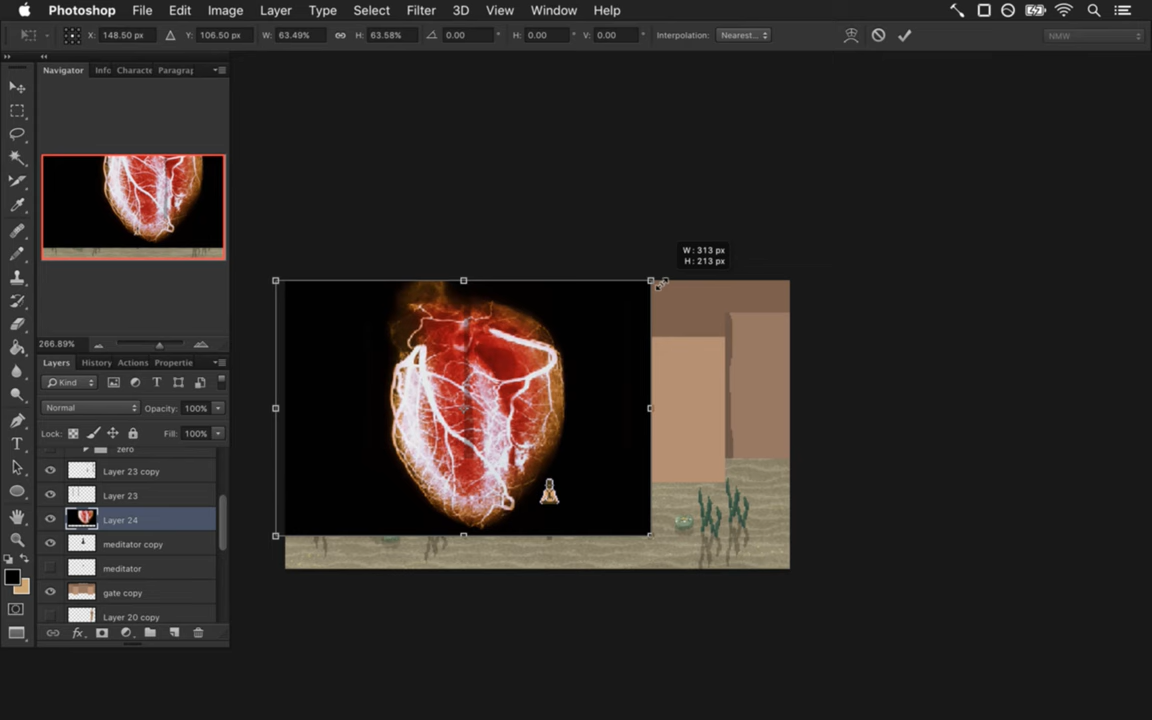 Photoshop File Edit Image Layer Type Select Filter 3D View Window Help
X: 148.50 px Y: 106.50 px W: 63.49% H: 63.58% 0.00 ° H: 0.00 ° V: 0.00 ° Interpolation: Nearest... NMW
Navigator Info Characte Paragra
W: 313 px
H: 213 px
266.89%
Layers History Actions Propertie
Kind
Normal Opacity: 100%
Lock: Fill: 100%
zero
Layer 23 copy
Layer 23
Layer 24
meditator copy
meditator
gate copy
Layer 20 copy
fx